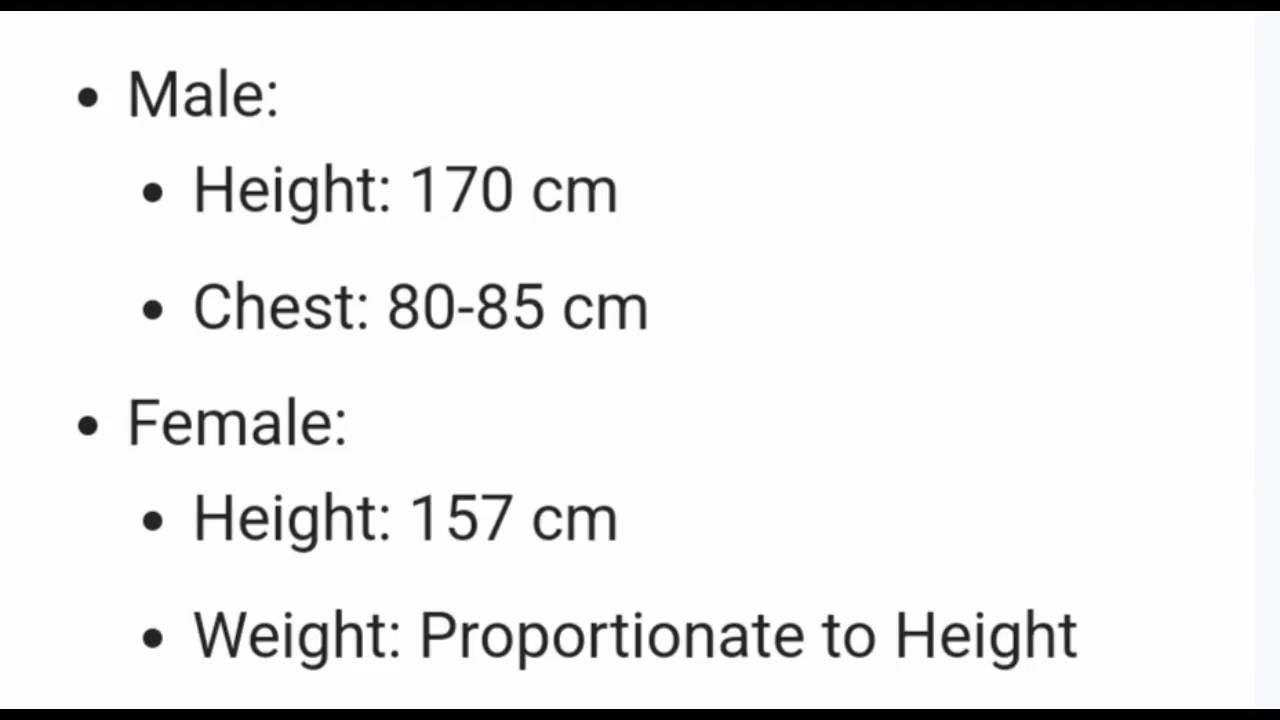 • Male:
• Height: 170 cm
• Chest: 80-85 cm
• Female:
• Height: 157 cm
• Weight: Proportionate to Height